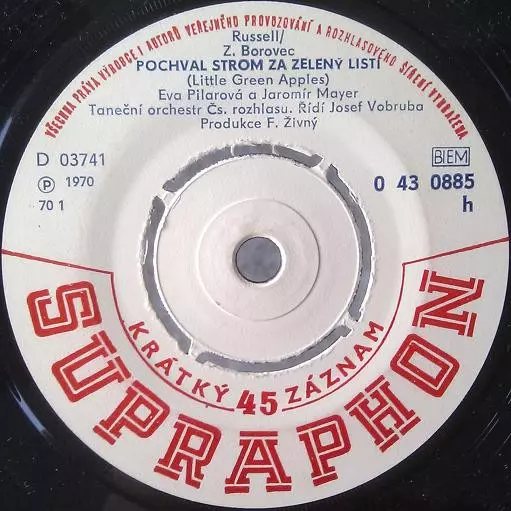 VŠECHNA PRÁVA VÝROBCE I AUTORŮ VEŘEJNÉHO PROVOZOVÁNÍ A ROZHLASOVÉHO ŠÍŘENÍ VYHRAŽENA
Russell/
Z. Borovec
POCHVAL STROM ZA ZELENÝ LISTÍ
(Little Green Apples)
Eva Pilarová a Jaromír Mayer
Taneční orchestr Čs. rozhlasu. Řídí Josef Vobruba
Produkce F. Živný
D 03741
BIEM
Ⓟ 1970
0 43 0885
70 1
h
KRÁTKÝ 45 ZÁZNAM
SUPRAPHON